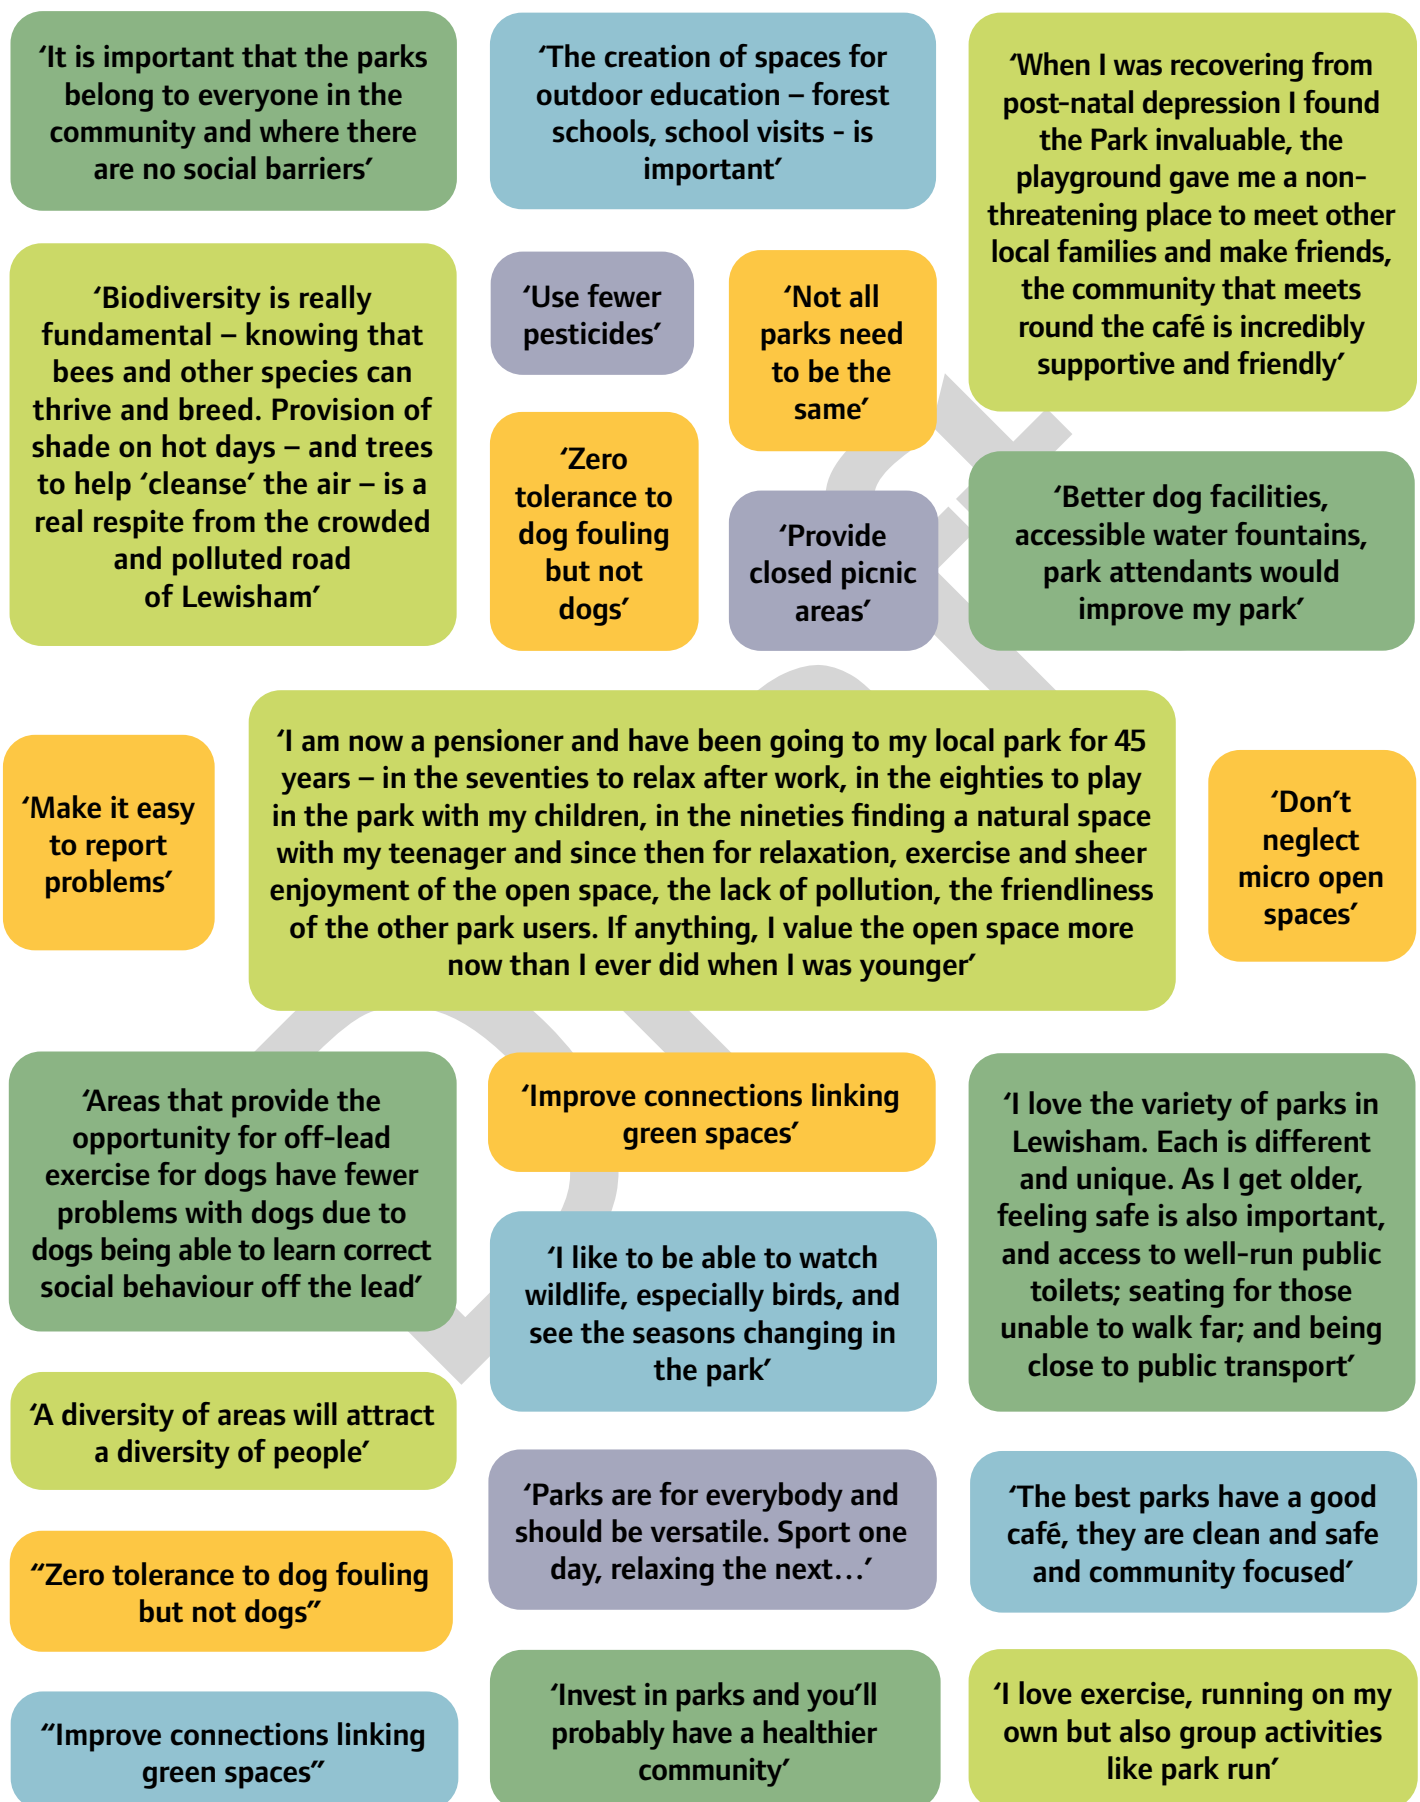 ‘It is important that the parks
belong to everyone in the
community and where there
are no social barriers’
‘The creation of spaces for
outdoor education – forest
schools, school visits - is
important’
‘When I was recovering from
post-natal depression I found
the Park invaluable, the
playground gave me a non-
threatening place to meet other
local families and make friends,
the community that meets
round the café is incredibly
supportive and friendly’
‘Biodiversity is really
fundamental – knowing that
bees and other species can
thrive and breed. Provision of
shade on hot days – and trees
to help ‘cleanse’ the air – is a
real respite from the crowded
and polluted road
of Lewisham’
‘Use fewer
pesticides’
‘Not all
parks need
to be the
same’
‘Zero
tolerance to
dog fouling
but not
dogs’
‘Provide
closed picnic
areas’
‘Better dog facilities,
accessible water fountains,
park attendants would
improve my park’
‘Make it easy
to report
problems’
‘I am now a pensioner and have been going to my local park for 45
years – in the seventies to relax after work, in the eighties to play
in the park with my children, in the nineties finding a natural space
with my teenager and since then for relaxation, exercise and sheer
enjoyment of the open space, the lack of pollution, the friendliness
of the other park users. If anything, I value the open space more
now than I ever did when I was younger’
‘Don’t
neglect
micro open
spaces’
‘Areas that provide the
opportunity for off-lead
exercise for dogs have fewer
problems with dogs due to
dogs being able to learn correct
social behaviour off the lead’
‘Improve connections linking
green spaces’
‘I love the variety of parks in
Lewisham. Each is different
and unique. As I get older,
feeling safe is also important,
and access to well-run public
toilets; seating for those
unable to walk far; and being
close to public transport’
‘I like to be able to watch
wildlife, especially birds, and
see the seasons changing in
the park’
‘A diversity of areas will attract
a diversity of people’
‘Parks are for everybody and
should be versatile. Sport one
day, relaxing the next…’
‘The best parks have a good
café, they are clean and safe
and community focused’
“Zero tolerance to dog fouling
but not dogs”
‘Invest in parks and you’ll
probably have a healthier
community’
‘I love exercise, running on my
own but also group activities
like park run’
“Improve connections linking
green spaces”